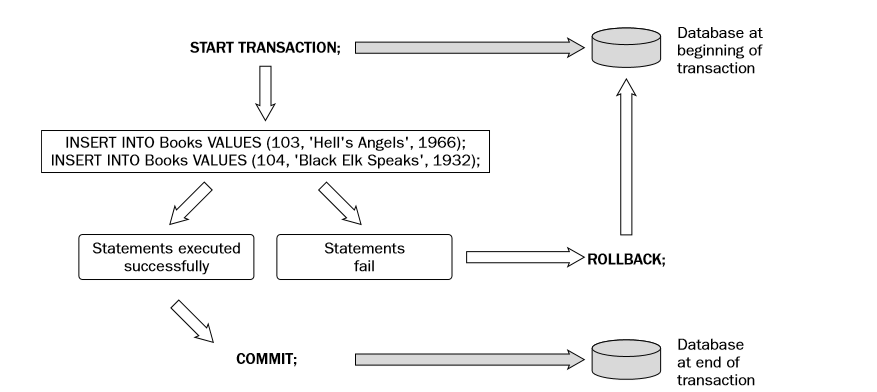 START TRANSACTION;
Database at
beginning of
transaction
INSERT INTO Books VALUES (103, 'Hell's Angels', 1966);
INSERT INTO Books VALUES (104, 'Black Elk Speaks', 1932);
Statements executed
successfully
Statements
fail
ROLLBACK;
COMMIT;
Database
at end of
transaction